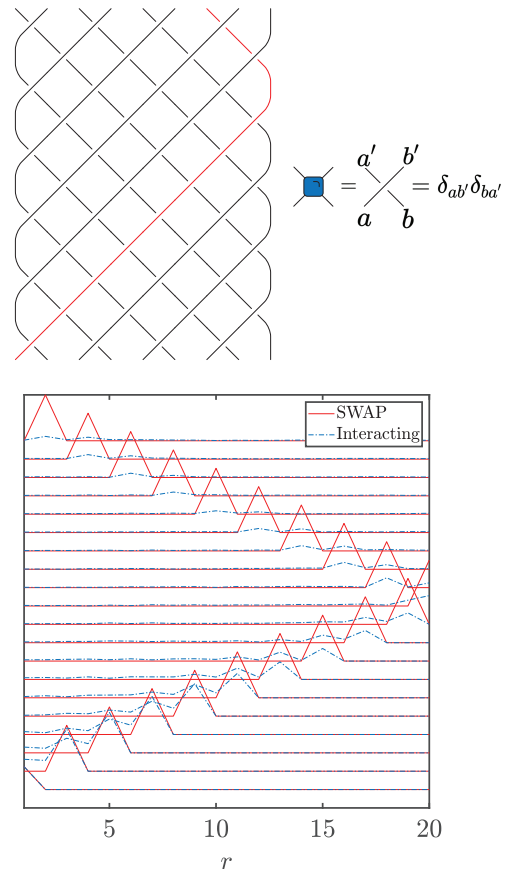 a′ b′
= = δ_{ab′}δ_{ba′}
a b
SWAP
Interacting
5 10 15 20
r